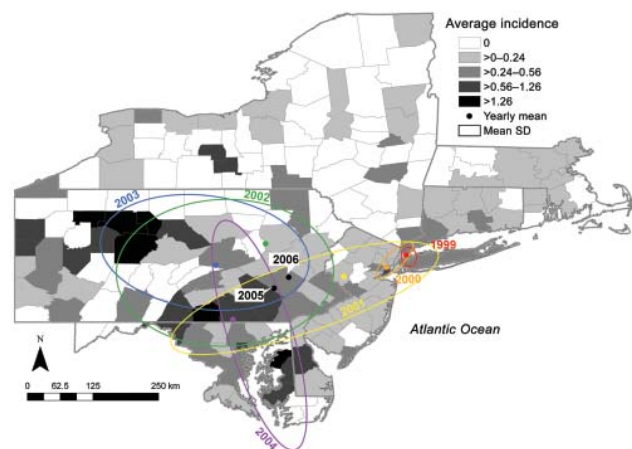 Average incidence
0
>0–0.24
>0.24–0.56
>0.56–1.26
>1.26
Yearly mean
Mean SD
2003
2002
1999
2006
2000
2005
2001
Atlantic Ocean
N
0 62.5 125 250 km
2004